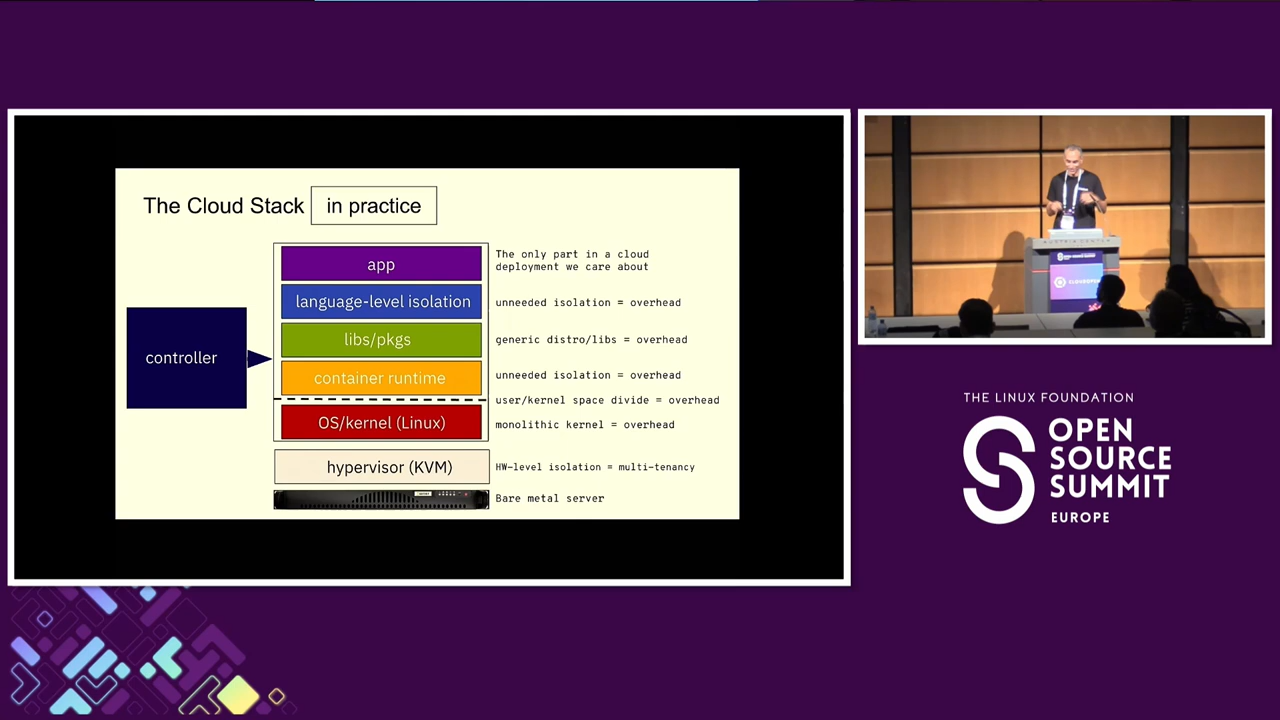 The Cloud Stack in practice
app
The only part in a cloud
deployment we care about
language-level isolation
unneeded isolation = overhead
libs/pkgs
generic distro/libs = overhead
controller
container runtime
unneeded isolation = overhead
user/kernel space divide = overhead
OS/kernel (Linux)
monolithic kernel = overhead
hypervisor (KVM)
HW-level isolation = multi-tenancy
Bare metal server
THE LINUX FOUNDATION
OPEN
SOURCE
SUMMIT
EUROPE